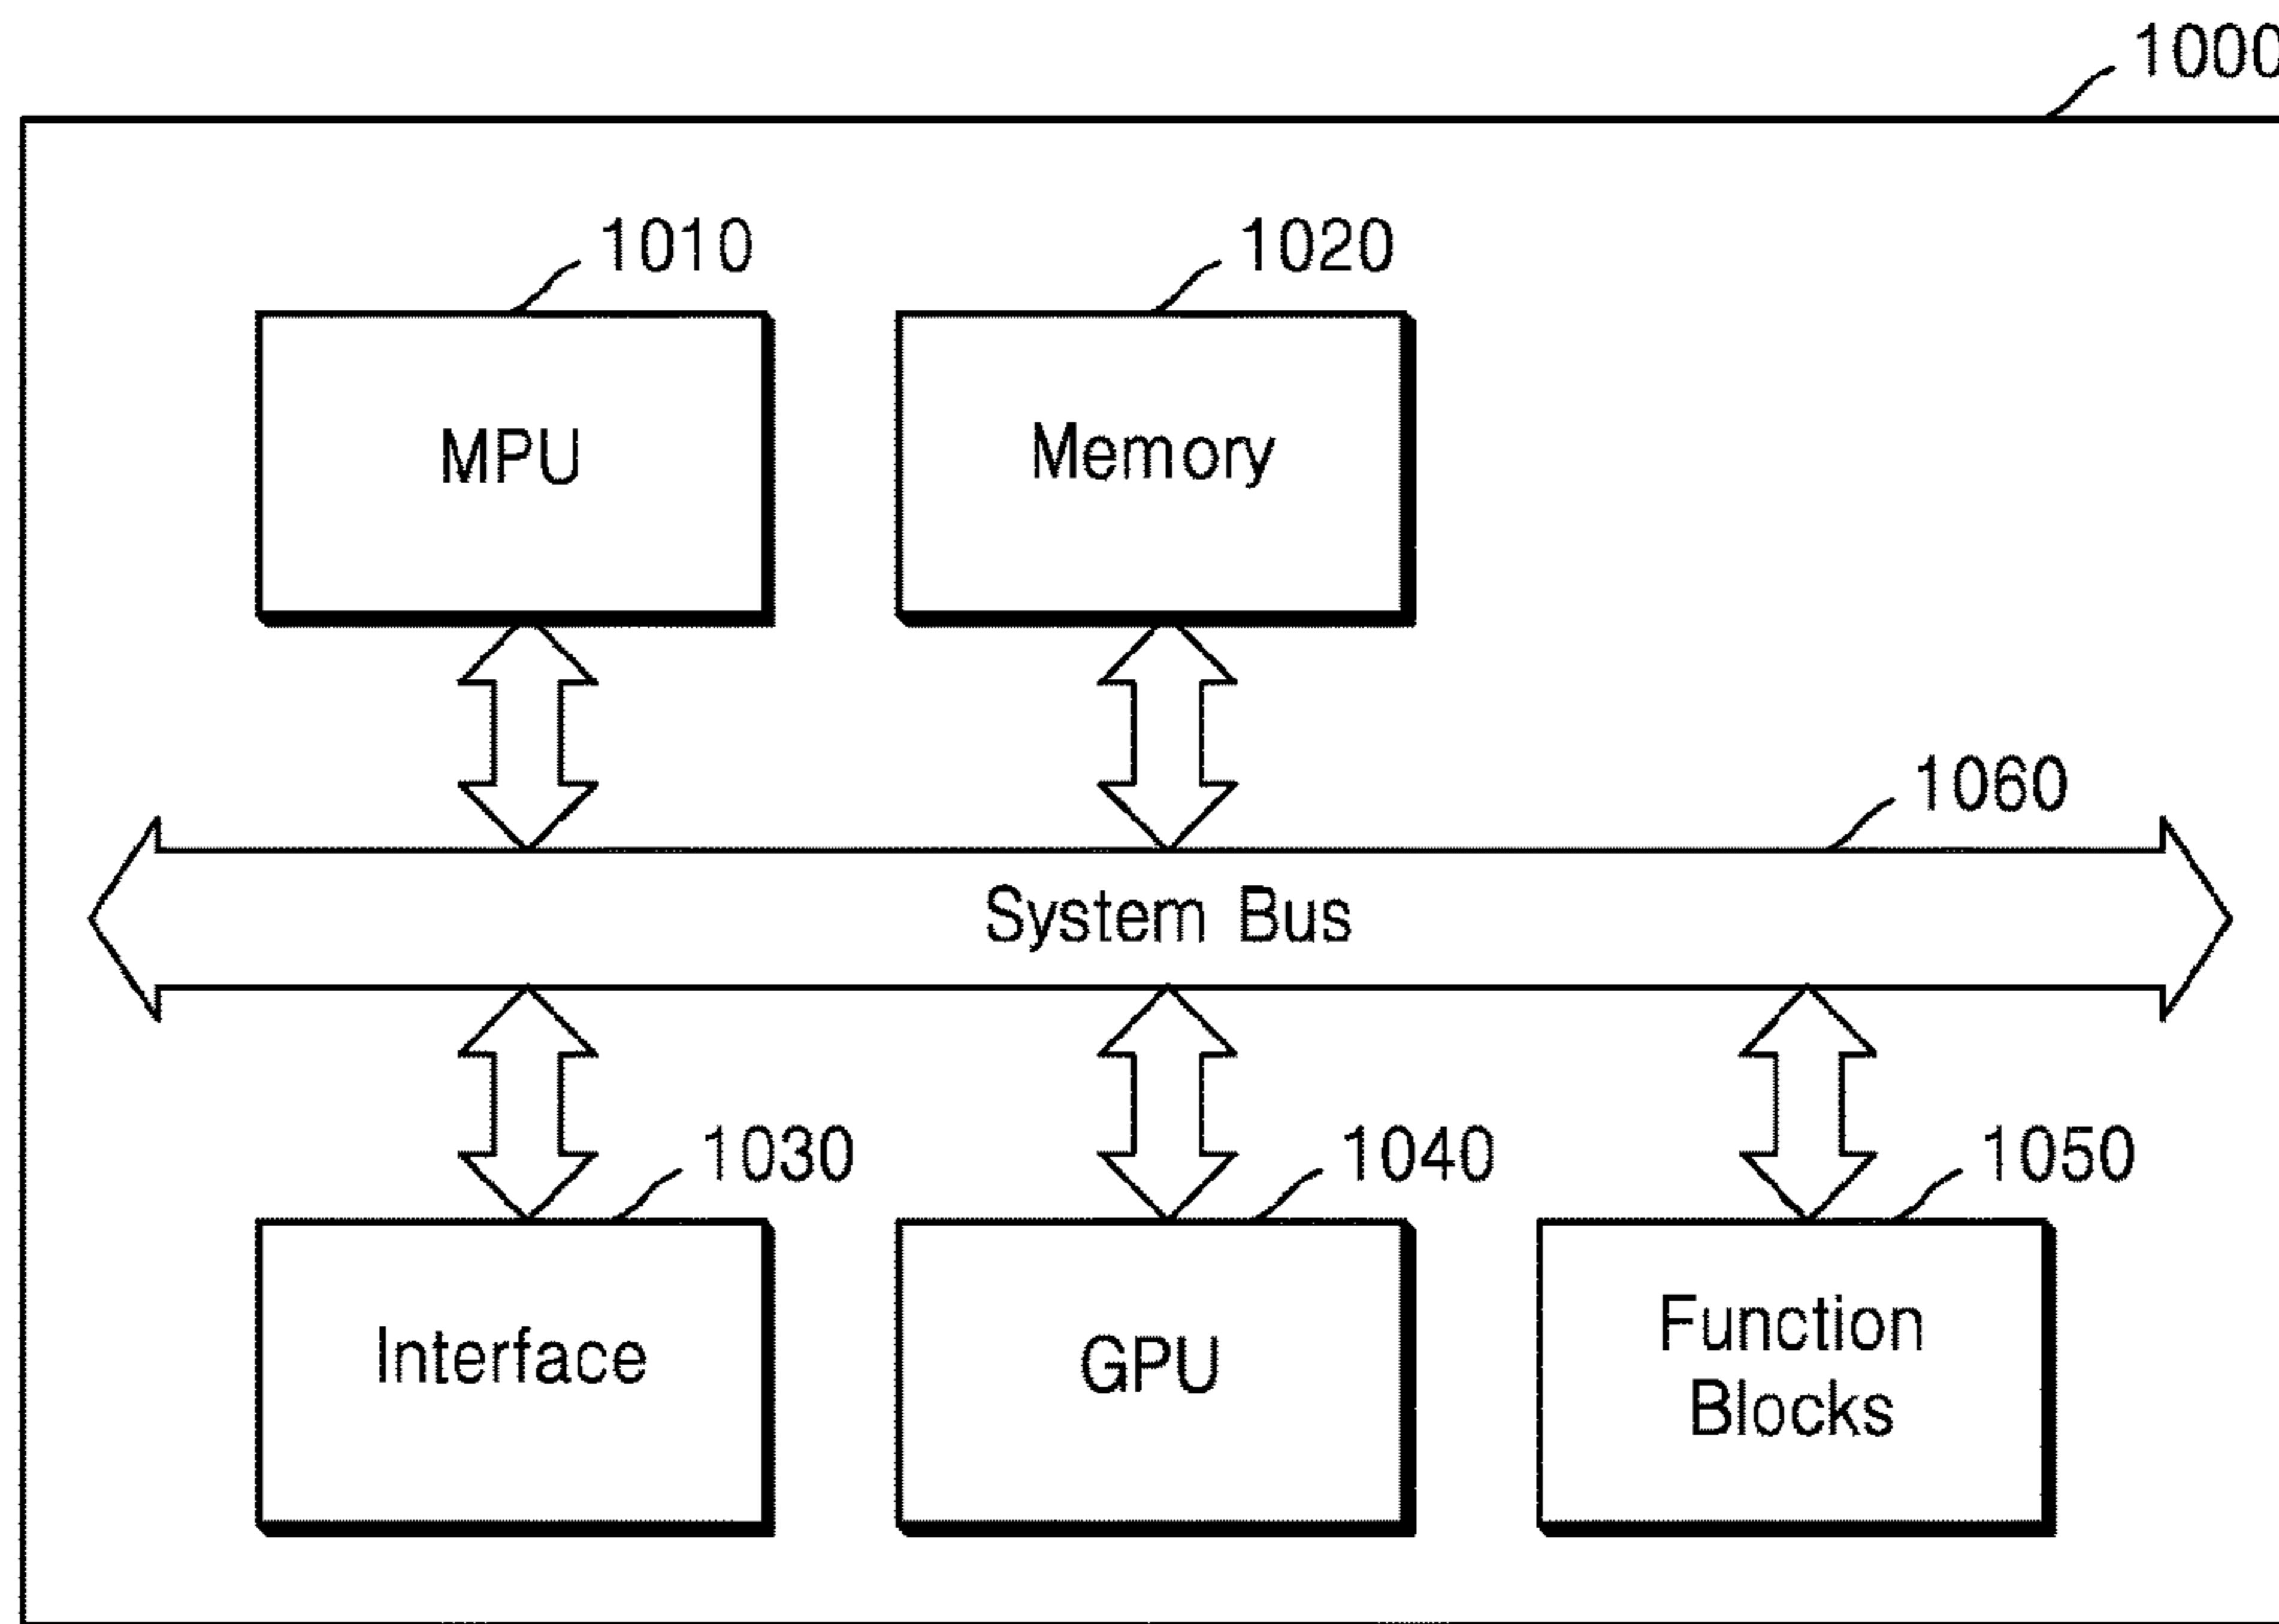 1000
1010
1020
MPU
Memory
1060
System Bus
1030
1040
1050
Interface
GPU
Function
Blocks